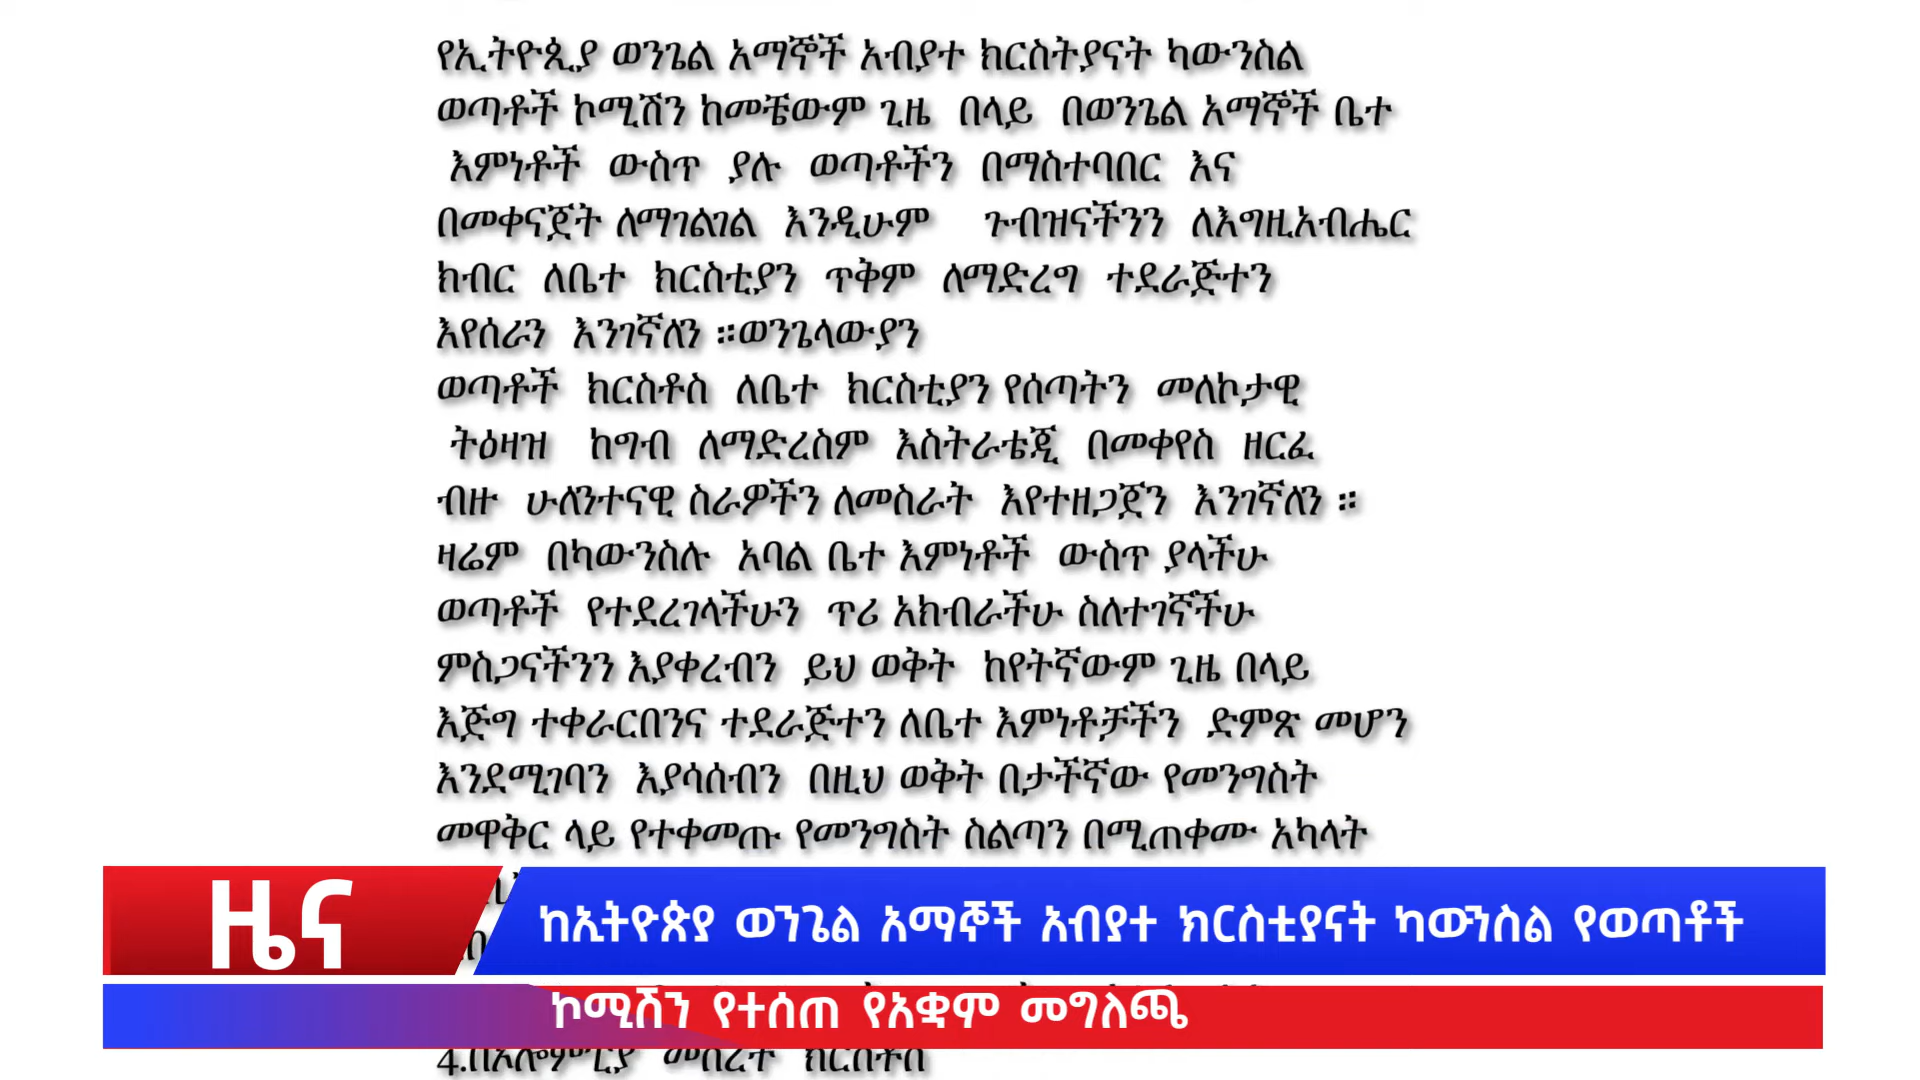 የኢትዮጲያ ወንጌል አማኞች አብያተ ክርስትያናት ካውንስል
ወጣቶች ኮሚሽን ከመቼውም ጊዜ በላይ በወንጌል አማኞች ቤተ
እምነቶች ውስጥ ያሉ ወጣቶችን በማስተባበር እና
በመቀናጀት ለማገልገል እንዲሁም ጉብዝናችንን ለእግዚአብሔር
ክብር ለቤተ ክርስቲያን ጥቅም ለማድረግ ተደራጅተን
እየሰራን እንገኛለን ።ወንጌላውያን
ወጣቶች ክርስቶስ ለቤተ ክርስቲያን የሰጣትን መለኮታዊ
ትዕዛዝ ከግብ ለማድረስም እስትራቴጂ በመቀየስ ዘርፈ
ብዙ ሁለንተናዊ ስራዎችን ለመስራት እየተዘጋጀን እንገኛለን ።
ዛሬም በካውንስሉ አባል ቤተ እምነቶች ውስጥ ያላችሁ
ወጣቶች የተደረገላችሁን ጥሪ አክብራችሁ ስለተገኛችሁ
ምስጋናችንን እያቀረብን ይህ ወቅት ከየትኛውም ጊዜ በላይ
እጅግ ተቀራርበንና ተደራጅተን ለቤተ እምነቶቻችን ድምጽ መሆን
እንደሚገባን እያሳሰብን በዚህ ወቅት በታችኛው የመንግስት
መዋቅር ላይ የተቀመጡ የመንግስት ስልጣን በሚጠቀሙ አካላት
ዜና
ከኢትዮጵያ ወንጌል አማኞች አብያተ ክርስቲያናት ካውንስል የወጣቶች
ኮሚሽን የተሰጠ የአቋም መግለጫ
4.በኦሎምፒያ መሰረተ ክርስቶስ